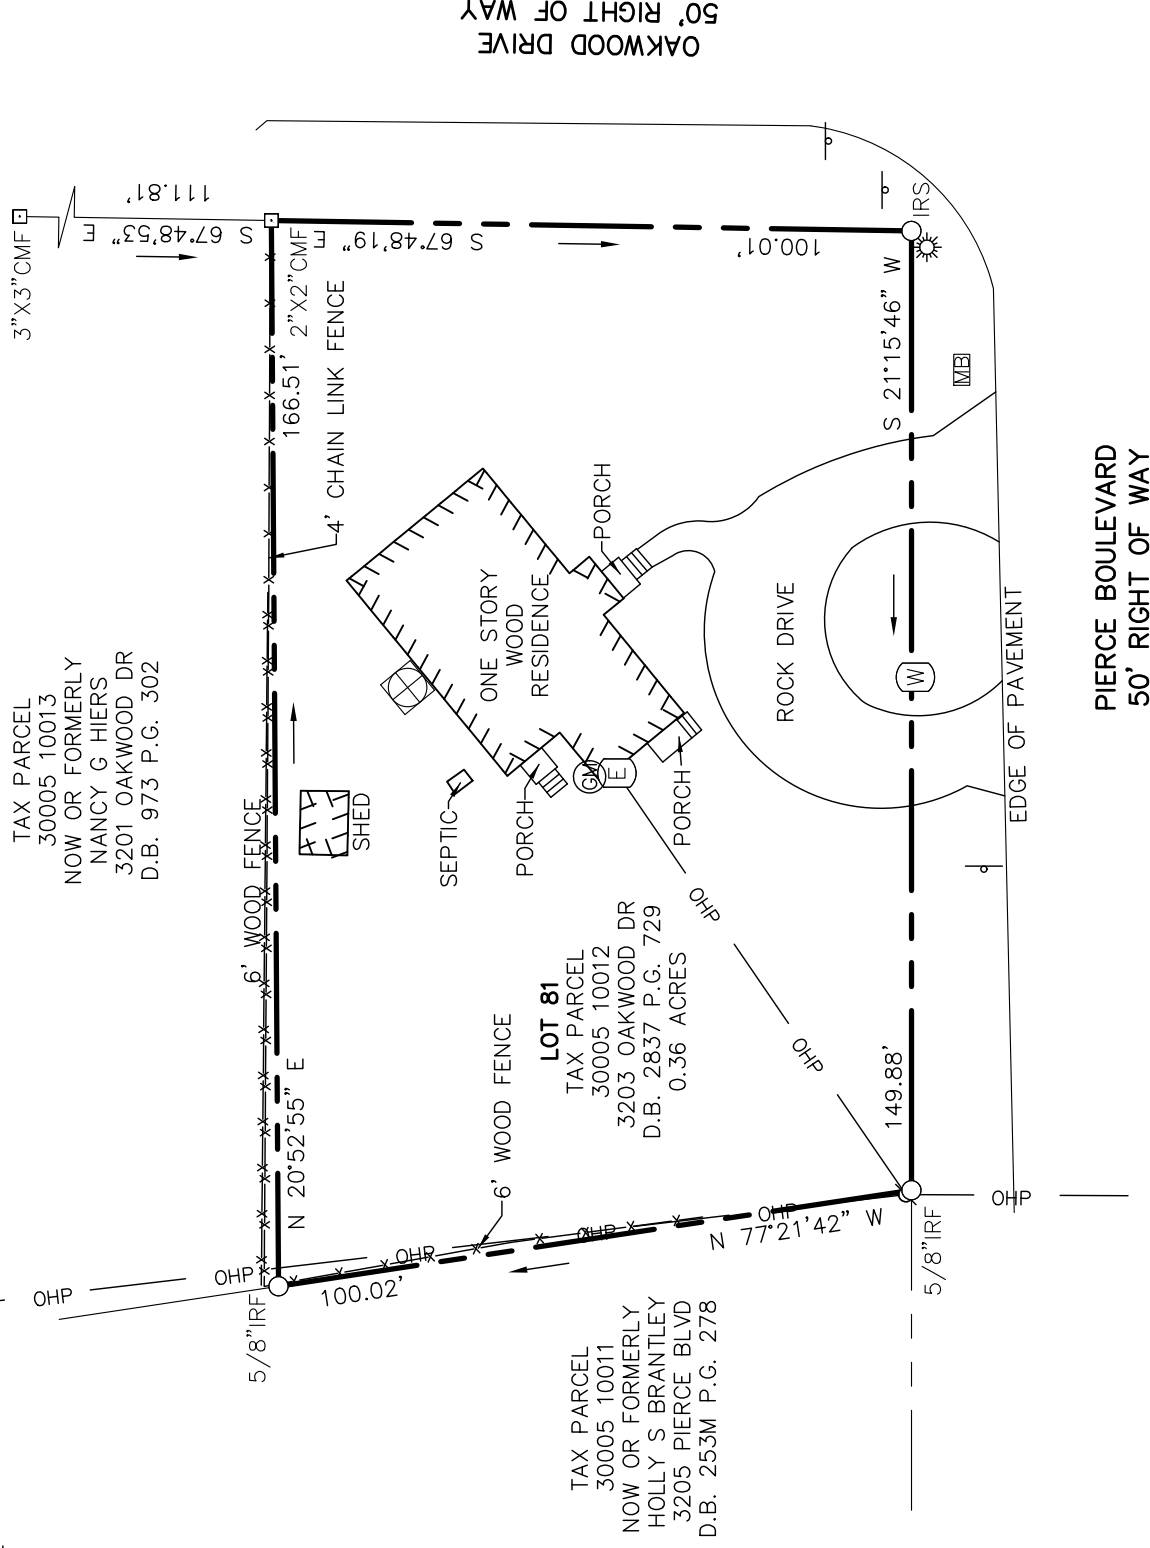 OAKWOOD DRIVE
50' RIGHT OF WAY
3"X3"CMF
111.81'
S 67°48'53" E
2"X2"CMF
S 67°48'19" E
100.01'
IRS
S 21°15'46" W
MB
166.51'
4' CHAIN LINK FENCE
PORCH
ONE STORY
WOOD
RESIDENCE
ROCK DRIVE
W
EDGE OF PAVEMENT
PIERCE BOULEVARD
50' RIGHT OF WAY
TAX PARCEL
30005 10013
NOW OR FORMERLY
NANCY G HIERS
3201 OAKWOOD DR
D.B. 973 P.G. 302
6' WOOD FENCE
SHED
SEPTIC
PORCH
GM
E
PORCH
OHP
OHP
LOT 81
TAX PARCEL
30005 10012
3203 OAKWOOD DR
D.B. 2837 P.G. 729
0.36 ACRES
149.88'
6' WOOD FENCE
N 20°52'55" E
N 77°21'42" W
100.02'
OHP
OHP
OHP
OHP
OHP
OHP
5/8"IRF
5/8"IRF
TAX PARCEL
30005 10011
NOW OR FORMERLY
HOLLY S BRANTLEY
3205 PIERCE BLVD
D.B. 253M P.G. 278